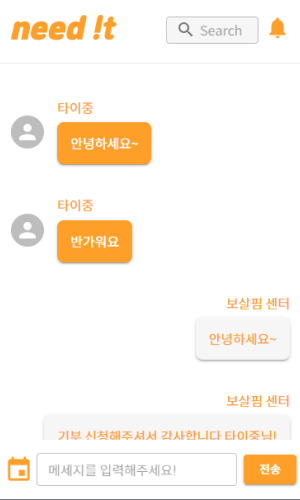 need !t
Search
타이중
안녕하세요~
타이중
반가워요
보살핌 센터
안녕하세요~
보살핌 센터
기부 신청해주셔서 감사합니다 타이중님!
메세지를 입력해주세요!
전송